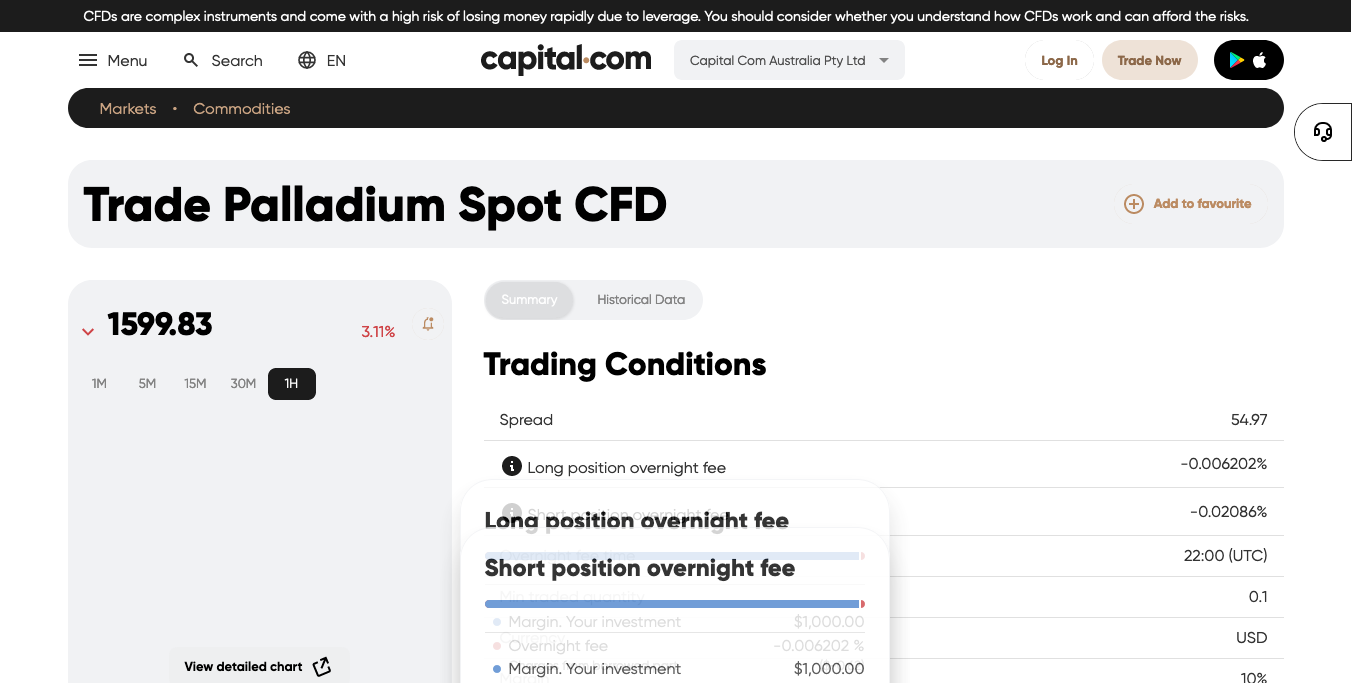 CFDs are complex instruments and come with a high risk of losing money rapidly due to leverage. You should consider whether you understand how CFDs work and can afford the risks.
Menu Search EN capital.com Capital Com Australia Pty Ltd Log In Trade Now
Markets • Commodities
Trade Palladium Spot CFD
Add to favourite
1599.83 3.11%
1M 5M 15M 30M 1H
View detailed chart
Summary Historical Data
Trading Conditions
Spread 54.97
Long position overnight fee -0.006202%
Short position overnight fee -0.02086%
Long position overnight fee
Overnight fee time 22:00 (UTC)
Short position overnight fee
Min traded quantity 0.1
Margin. Your investment $1,000.00
Currency USD
Overnight fee -0.006202 %
Margin. Your investment $1,000.00
10%